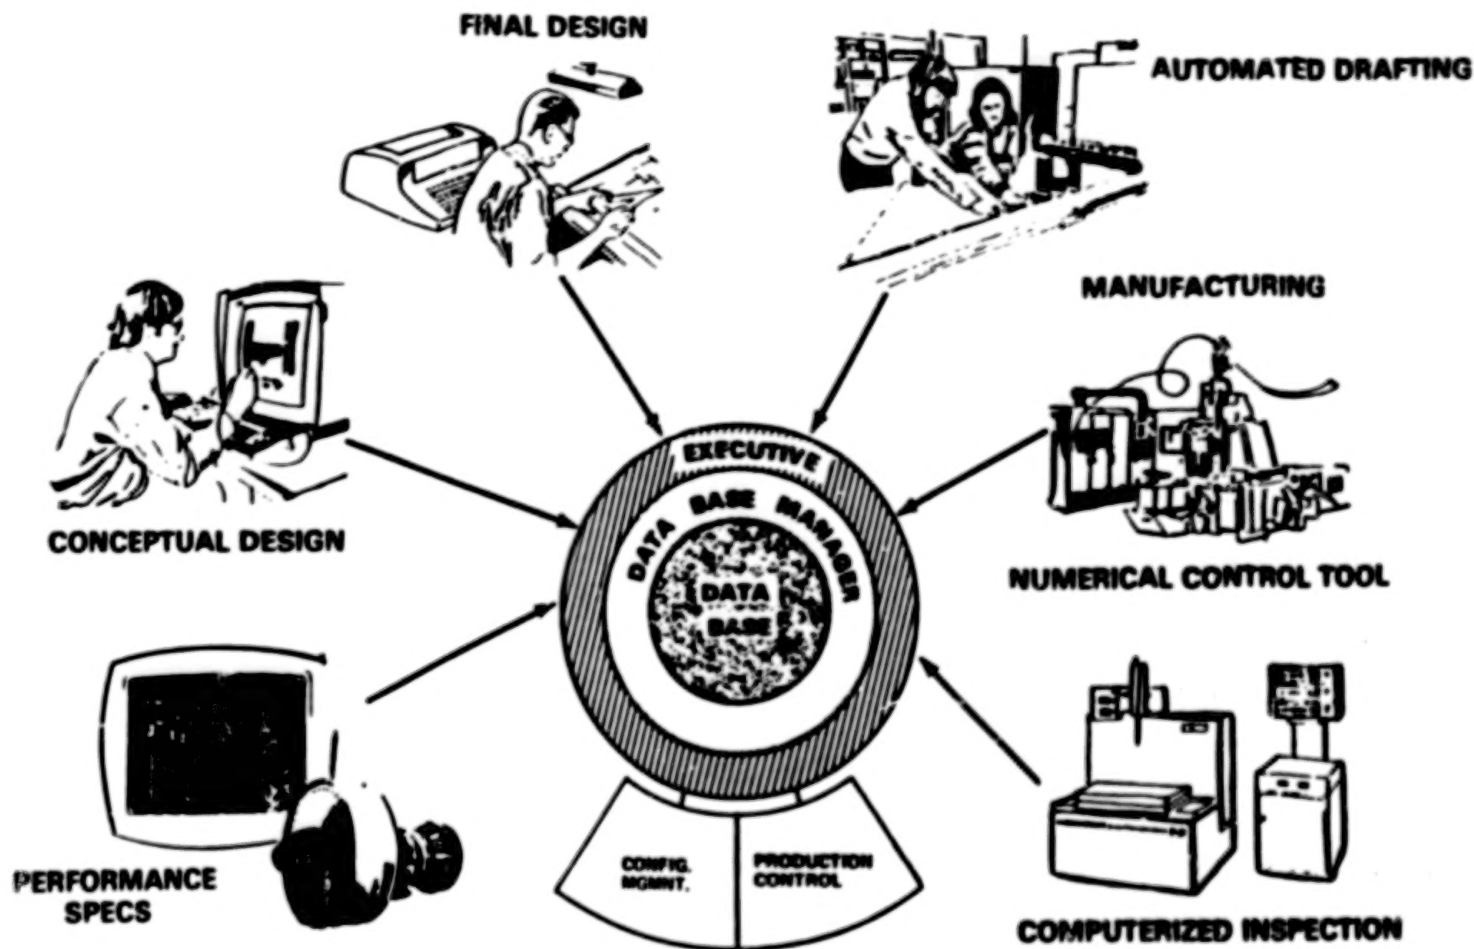 FINAL DESIGN
AUTOMATED DRAFTING
MANUFACTURING
EXECUTIVE
DATA BASE MANAGER
DATA
BASE
CONCEPTUAL DESIGN
NUMERICAL CONTROL TOOL
PERFORMANCE
SPECS
CONFIG.
MGMNT.
PRODUCTION
CONTROL
COMPUTERIZED INSPECTION